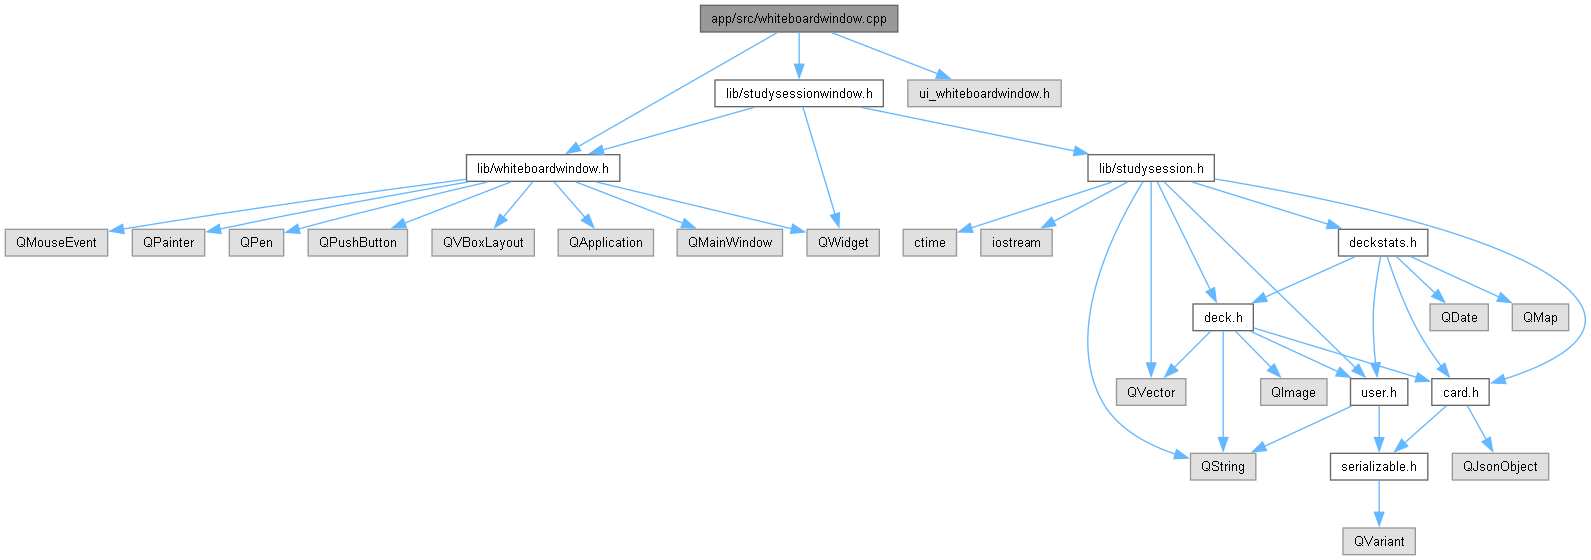 app/src/whiteboardwindow.cpp
lib/studysessionwindow.h
ui_whiteboardwindow.h
lib/whiteboardwindow.h
lib/studysession.h
QMouseEvent
QPainter
QPen
QPushButton
QVBoxLayout
QApplication
QMainWindow
QWidget
ctime
iostream
deckstats.h
deck.h
QDate
QMap
QVector
QImage
user.h
card.h
QString
serializable.h
QJsonObject
QVariant